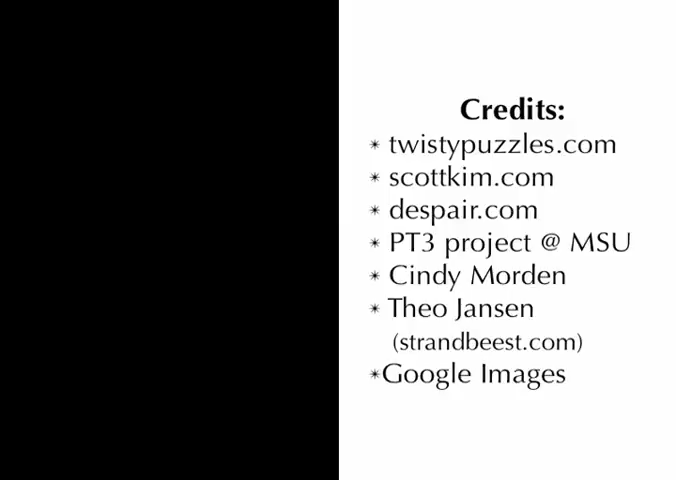 Credits:
* twistypuzzles.com
* scottkim.com
* despair.com
* PT3 project @ MSU
* Cindy Morden
* Theo Jansen
(strandbeest.com)
*Google Images